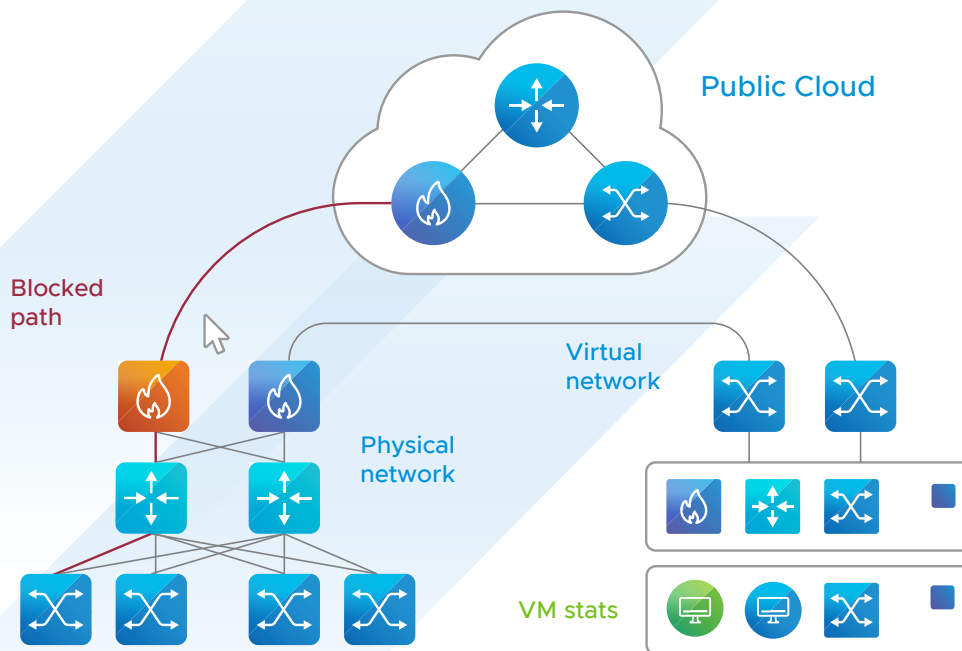 Public Cloud
Blocked
path
Virtual
network
Physical
network
VM stats